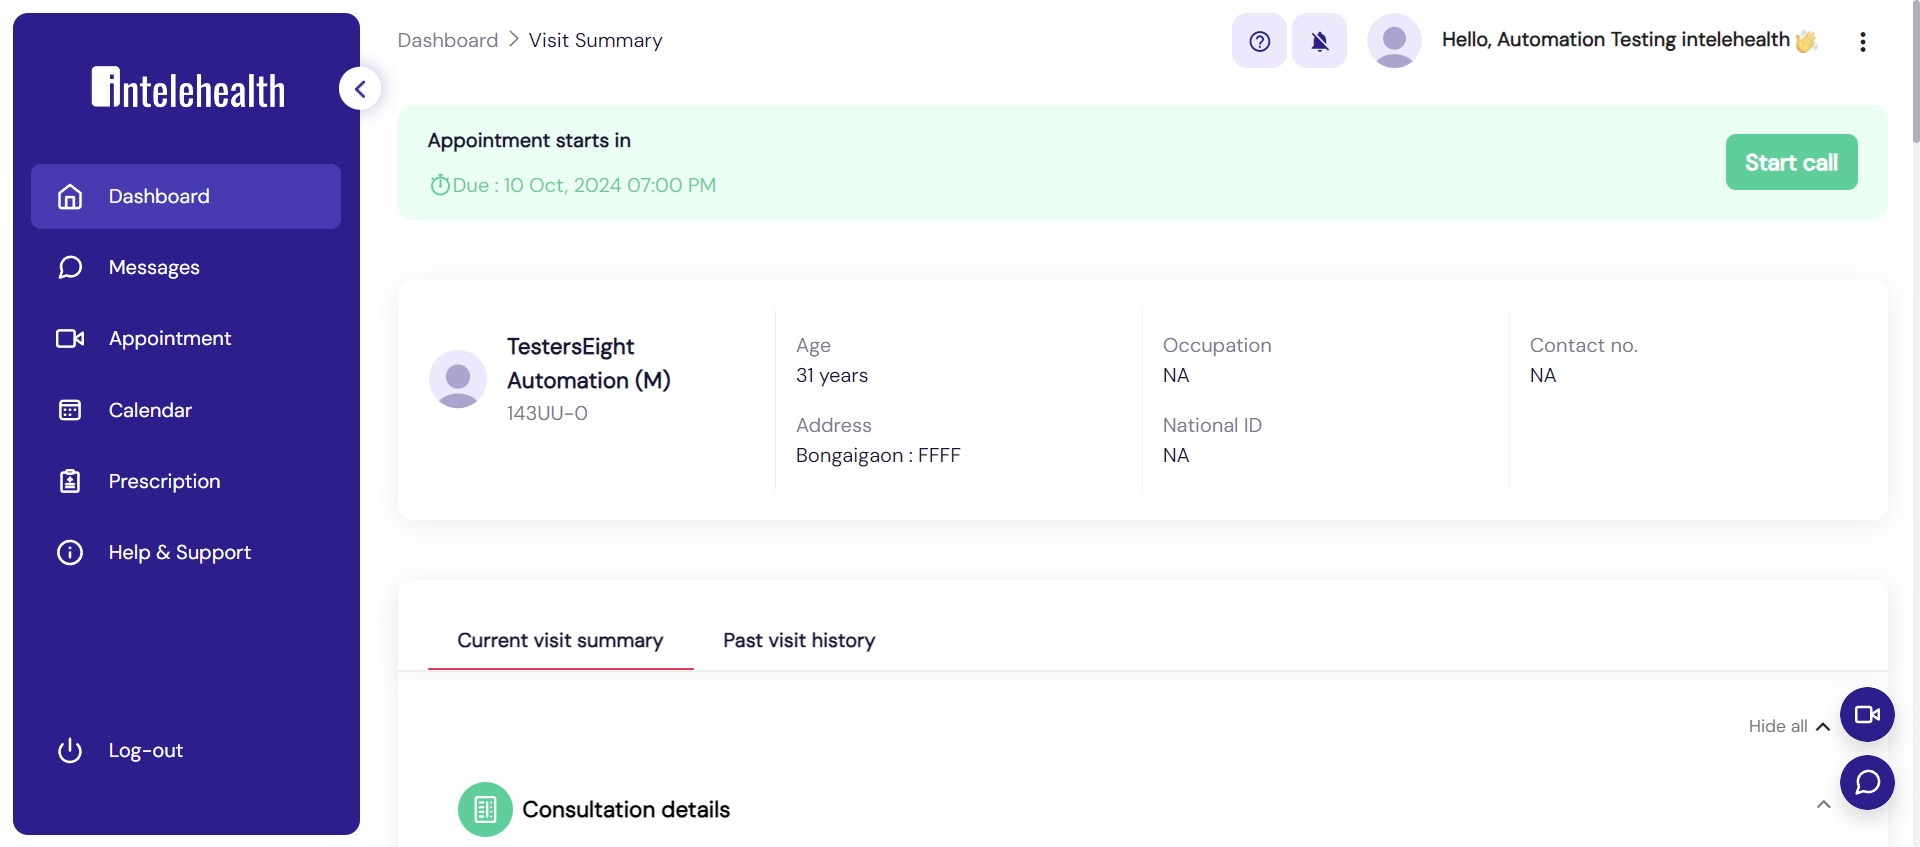 intelehealth
Dashboard
Messages
Appointment
Calendar
Prescription
Help & Support
Log-out
Dashboard > Visit Summary
Hello, Automation Testing intelehealth 👋
Appointment starts in
Due : 10 Oct, 2024 07:00 PM
Start call
TestersEight
Automation (M)
143UU-0
Age
31 years
Address
Bongaigaon : FFFF
Occupation
NA
National ID
NA
Contact no.
NA
Current visit summary
Past visit history
Hide all
Consultation details